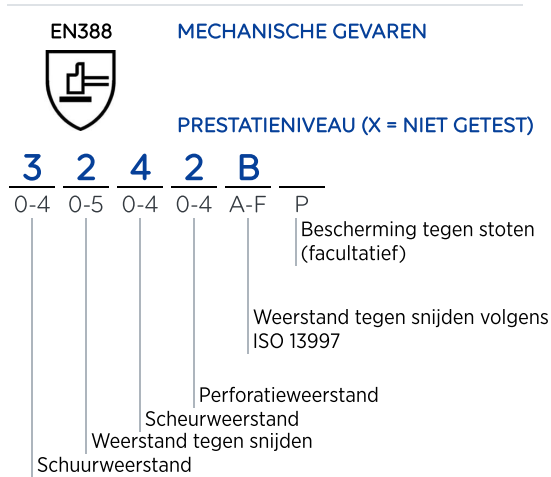 EN388 MECHANISCHE GEVAREN
PRESTATIENIVEAU (X = NIET GETEST)
3 2 4 2 B
0-4 0-5 0-4 0-4 A-F P
Bescherming tegen stoten
(facultatief)
Weerstand tegen snijden volgens
ISO 13997
Perforatieweerstand
Scheurweerstand
Weerstand tegen snijden
Schuurweerstand